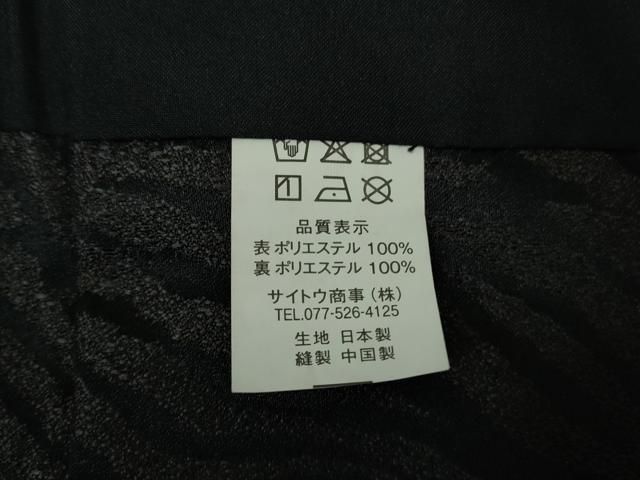 品質表示
表 ポリエステル 100%
裏 ポリエステル 100%
サイトウ商事(株)
TEL.077-526-4125
生地 日本製
縫製 中国製